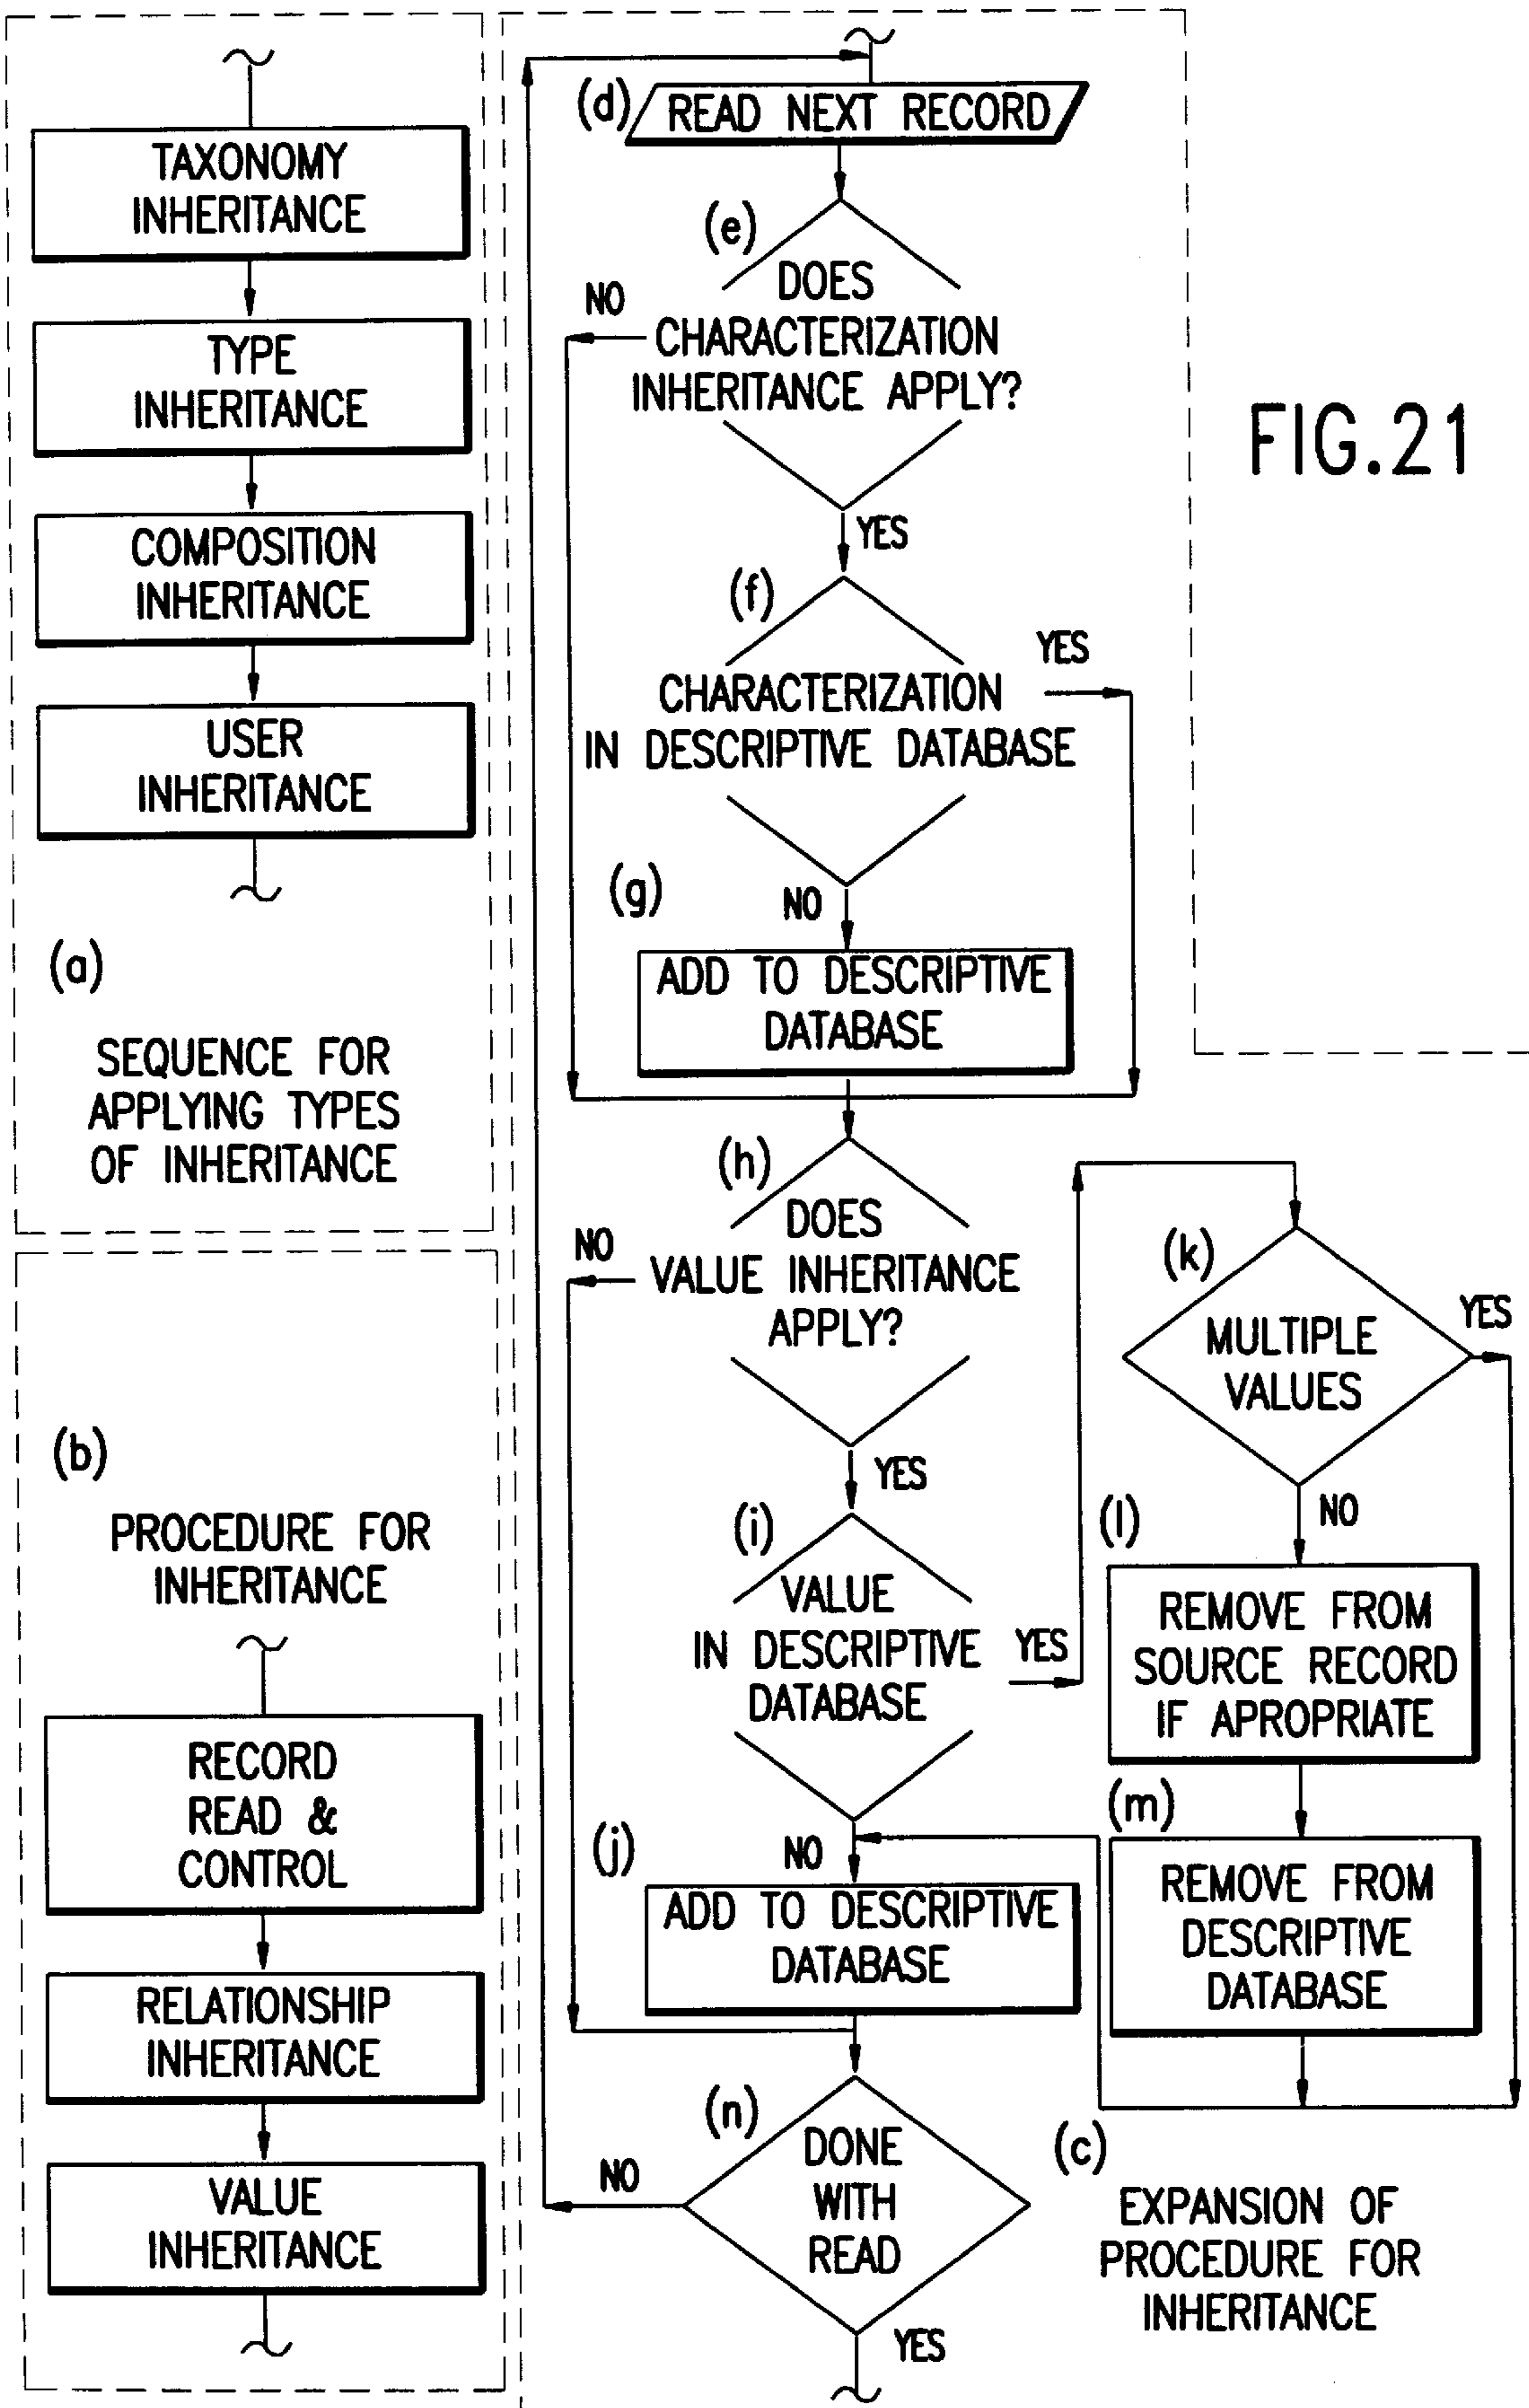 TAXONOMY
INHERITANCE
TYPE
INHERITANCE
COMPOSITION
INHERITANCE
USER
INHERITANCE
(a)
SEQUENCE FOR
APPLYING TYPES
OF INHERITANCE
(b)
PROCEDURE FOR
INHERITANCE
RECORD
READ &
CONTROL
RELATIONSHIP
INHERITANCE
VALUE
INHERITANCE
(d)
READ NEXT RECORD
(e)
DOES
CHARACTERIZATION
INHERITANCE APPLY?
NO
YES
(f)
CHARACTERIZATION
IN DESCRIPTIVE DATABASE
YES
NO
(g)
ADD TO DESCRIPTIVE
DATABASE
(h)
DOES
VALUE INHERITANCE
APPLY?
NO
YES
(i)
VALUE
IN DESCRIPTIVE
DATABASE
YES
NO
(j)
ADD TO DESCRIPTIVE
DATABASE
(k)
MULTIPLE
VALUES
YES
NO
(l)
REMOVE FROM
SOURCE RECORD
IF APROPRIATE
(m)
REMOVE FROM
DESCRIPTIVE
DATABASE
(n)
DONE
WITH
READ
NO
YES
(c)
EXPANSION OF
PROCEDURE FOR
INHERITANCE
FIG.21